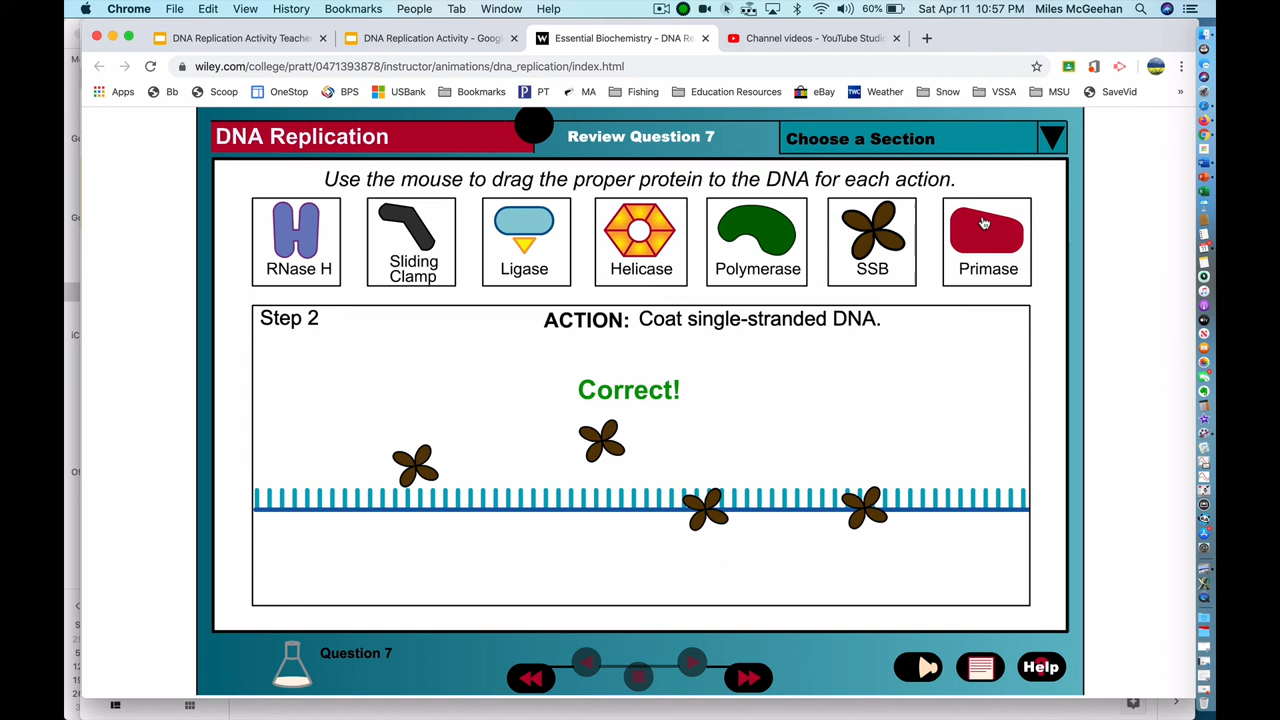 Chrome File Edit View History Bookmarks People Tab Window Help 60% Sat Apr 11 10:57 PM Miles McGeehan
DNA Replication Activity Teache DNA Replication Activity - Goog Essential Biochemistry - DNA R Channel videos - YouTube Studi
wiley.com/college/pratt/0471393878/instructor/animations/dna_replication/index.html
Apps Bb Scoop OneStop BPS USBank Bookmarks PT MA Fishing Education Resources eBay Weather Snow VSSA MSU SaveVid »
DNA Replication Review Question 7 Choose a Section
Use the mouse to drag the proper protein to the DNA for each action.
RNase H
Sliding
Clamp
Ligase
Helicase
Polymerase
SSB
Primase
Step 2 ACTION: Coat single-stranded DNA.
Correct!
Question 7
Help